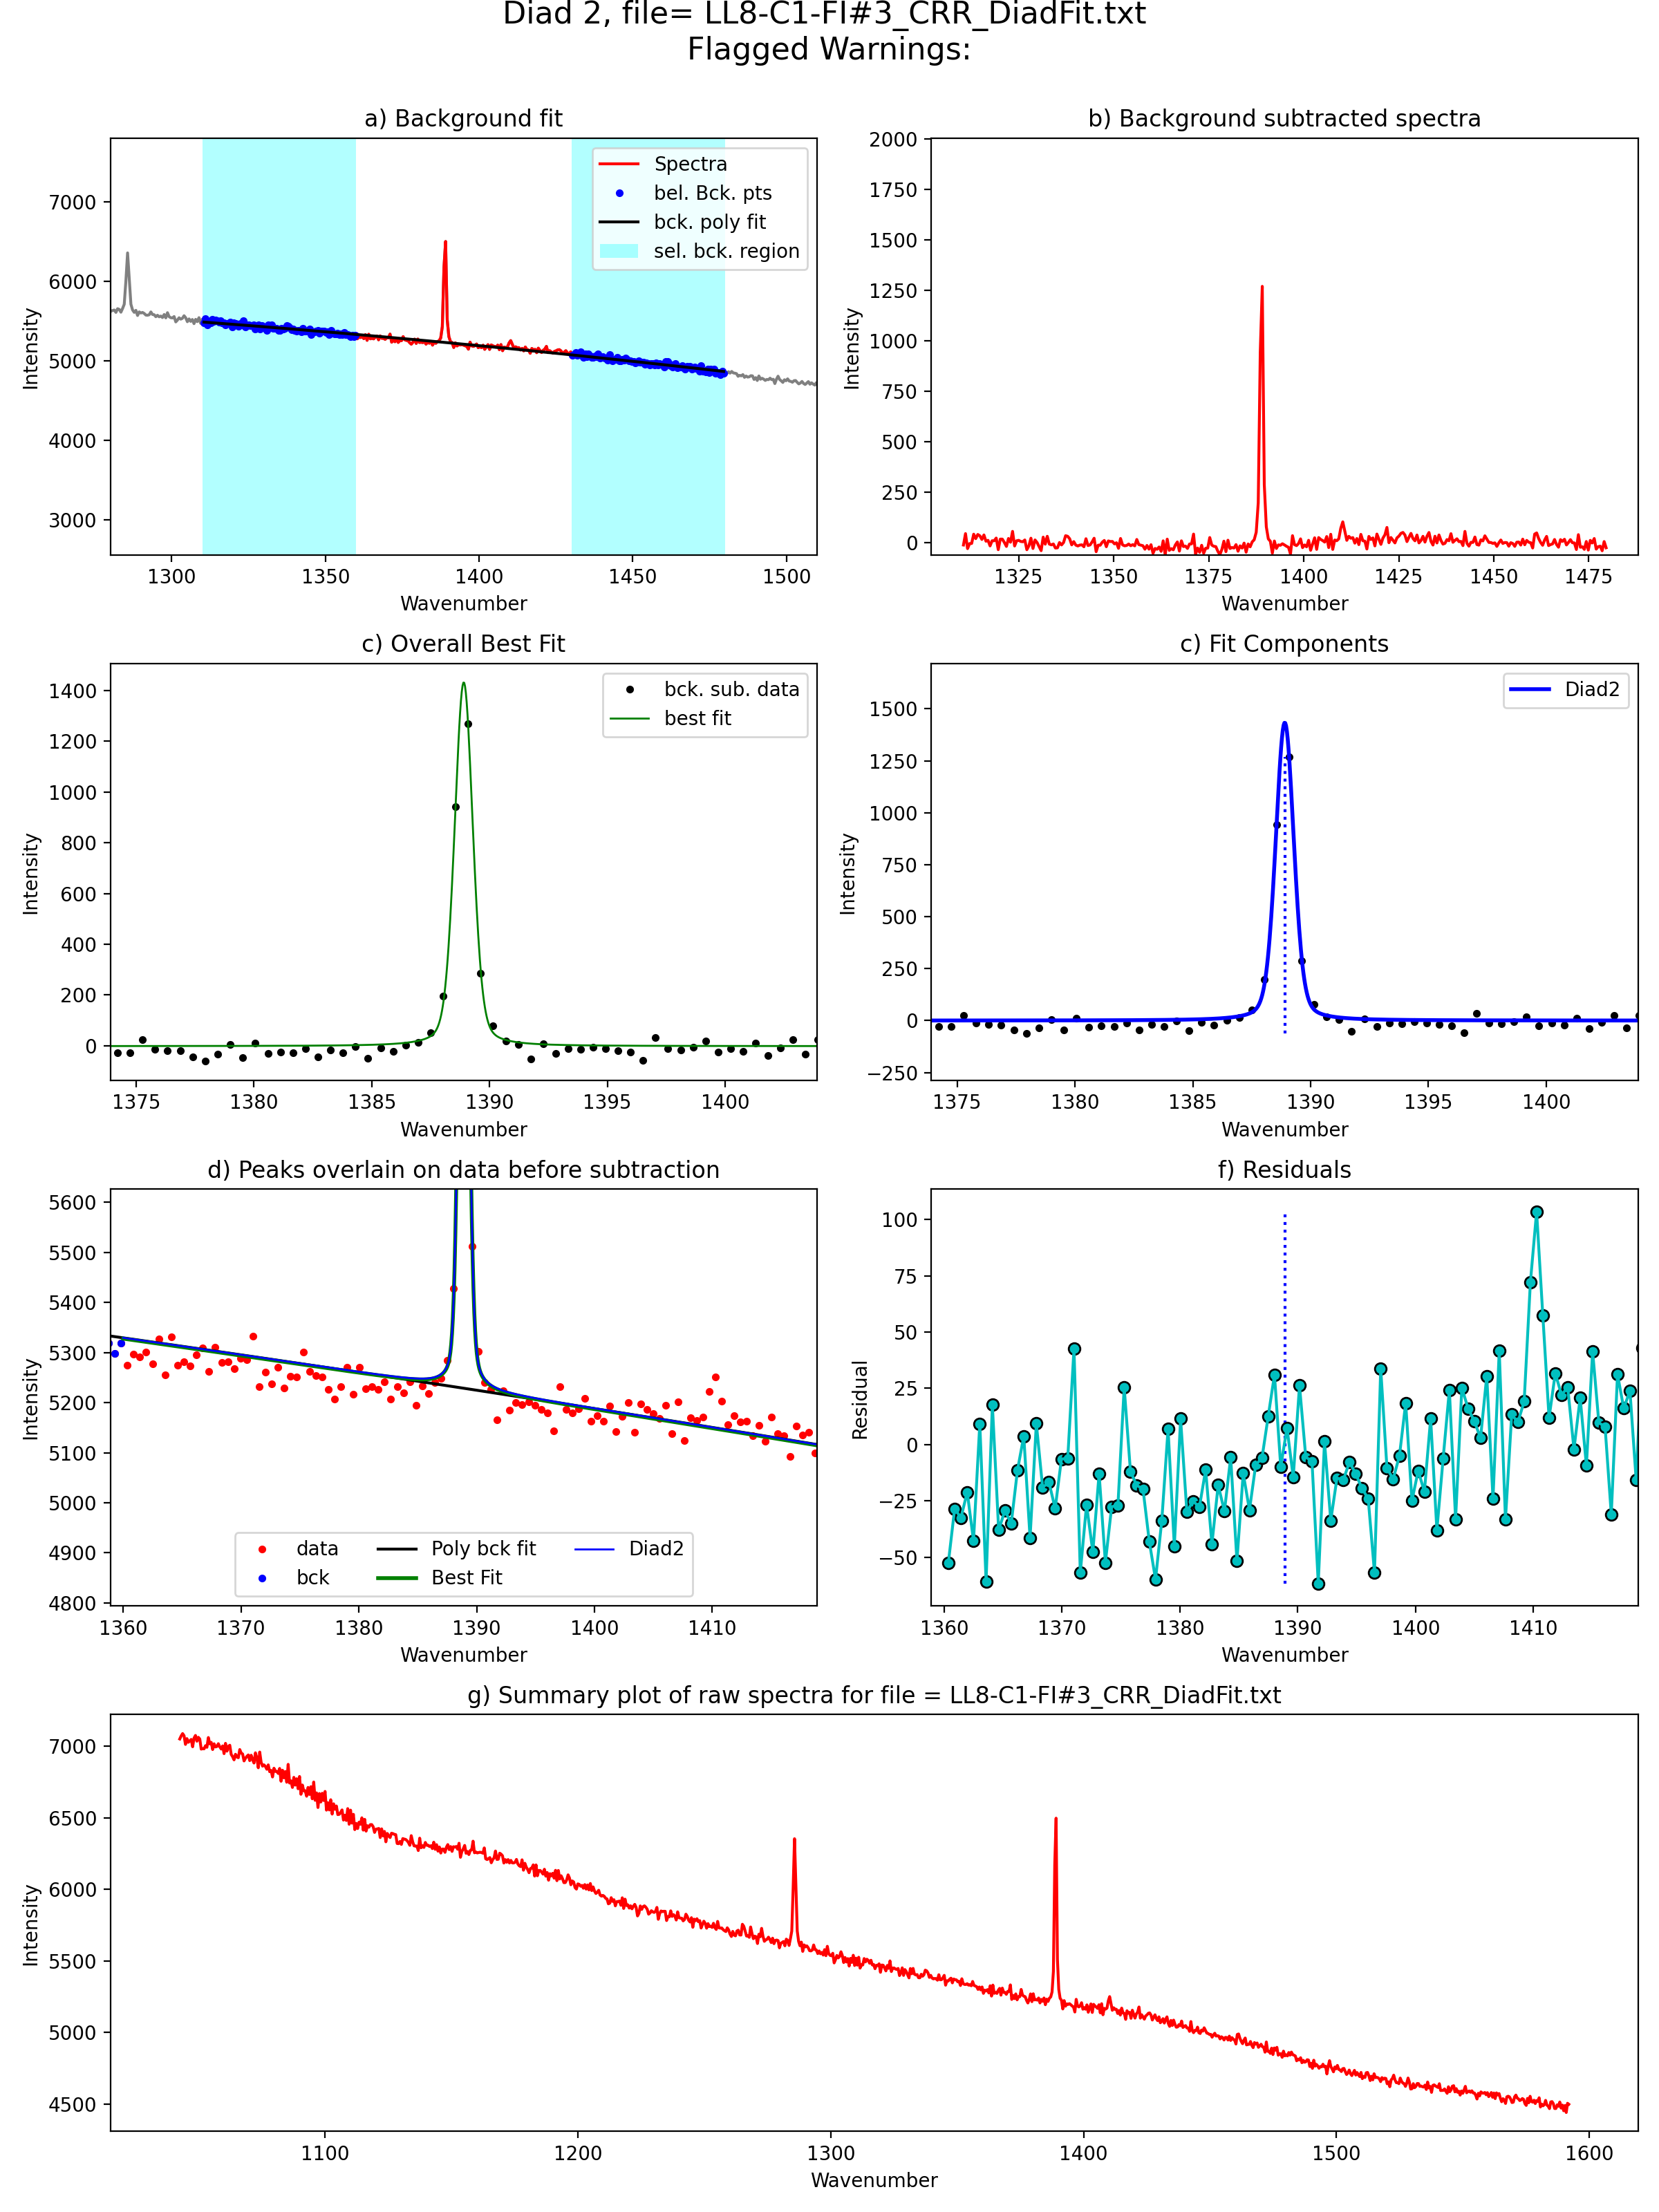 Diad 2, file= LL8-C1-FI#3_CRR_DiadFit.txt
Flagged Warnings:
a) Background fit
Intensity
7000
6000
5000
4000
3000
Spectra
bel. Bck. pts
bck. poly fit
sel. bck. region
1300 1350 1400 1450 1500
Wavenumber
b) Background subtracted spectra
Intensity
2000
1750
1500
1250
1000
750
500
250
0
1325 1350 1375 1400 1425 1450 1475
Wavenumber
c) Overall Best Fit
Intensity
1400
1200
1000
800
600
400
200
0
bck. sub. data
best fit
1375 1380 1385 1390 1395 1400
Wavenumber
c) Fit Components
Intensity
1500
1250
1000
750
500
250
0
−250
Diad2
1375 1380 1385 1390 1395 1400
Wavenumber
d) Peaks overlain on data before subtraction
Intensity
5600
5500
5400
5300
5200
5100
5000
4900
4800
data Poly bck fit Diad2
bck Best Fit
1360 1370 1380 1390 1400 1410
Wavenumber
f) Residuals
Residual
100
75
50
25
0
−25
−50
1360 1370 1380 1390 1400 1410
Wavenumber
g) Summary plot of raw spectra for file = LL8-C1-FI#3_CRR_DiadFit.txt
Intensity
7000
6500
6000
5500
5000
4500
1100 1200 1300 1400 1500 1600
Wavenumber